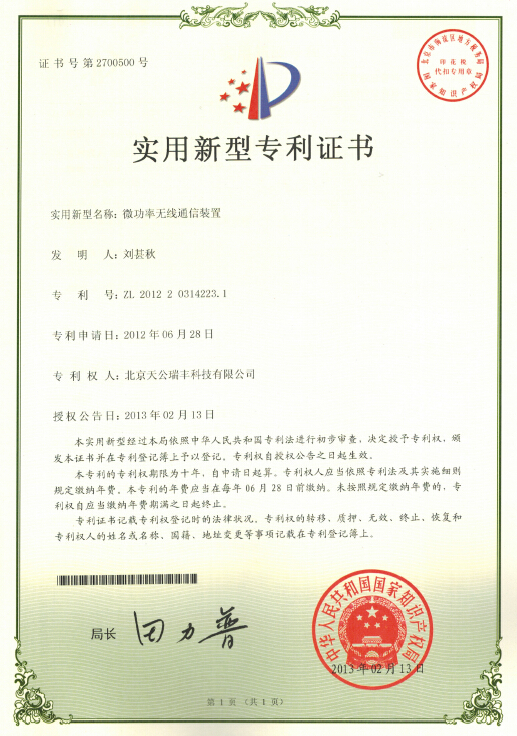 证书号第2700500号
北京市海淀区地方税务局
印花税
代扣专用章
国家知识产权局
实用新型专利证书
实用新型名称：微功率无线通信装置
发明人：刘甚秋
专利号：ZL 2012 2 0314223.1
专利申请日：2012年06月28日
专利权人：北京天公瑞丰科技有限公司
授权公告日：2013年02月13日
本实用新型经过本局依照中华人民共和国专利法进行初步审查，决定授予专利权，颁
发本证书并在专利登记簿上予以登记。专利权自授权公告之日起生效。
本专利的专利权期限为十年，自申请日起算。专利权人应当依照专利法及其实施细则
规定缴纳年费。本专利的年费应当在每年06月28日前缴纳。未按照规定缴纳年费的，专
利权自应当缴纳年费期满之日起终止。
专利证书记载专利权登记时的法律状况。专利权的转移、质押、无效、终止、恢复和
专利权人的姓名或名称、国籍、地址变更等事项记载在专利登记簿上。
局长
田力普
中华人民共和国国家知识产权局
2013年02月13日
第1页（共1页）